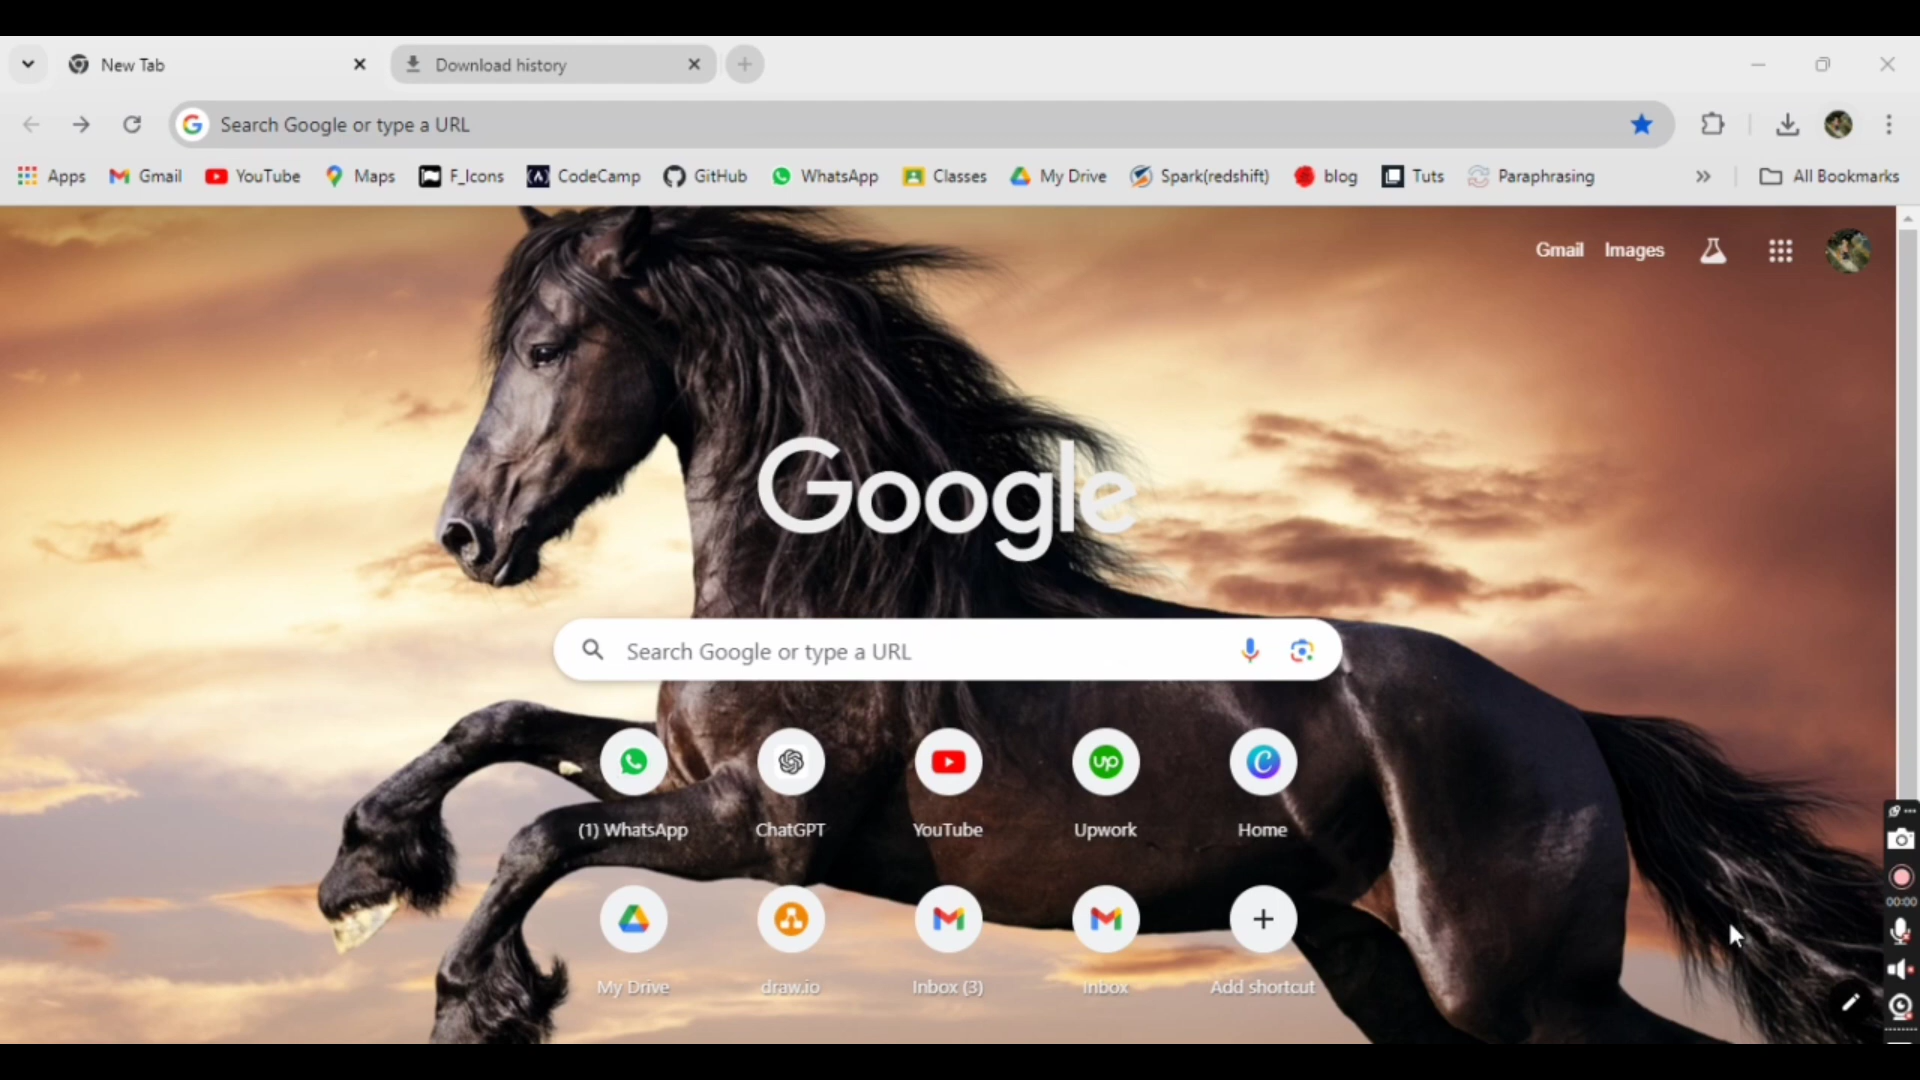 New Tab
Download history
Search Google or type a URL
Apps Gmail YouTube Maps F_Icons CodeCamp GitHub WhatsApp Classes My Drive Spark(redshift) blog Tuts Paraphrasing » All Bookmarks
Gmail Images
Google
Search Google or type a URL
(1) WhatsApp ChatGPT YouTube Upwork Home
My Drive draw.io Inbox (3) Inbox Add shortcut
00:00